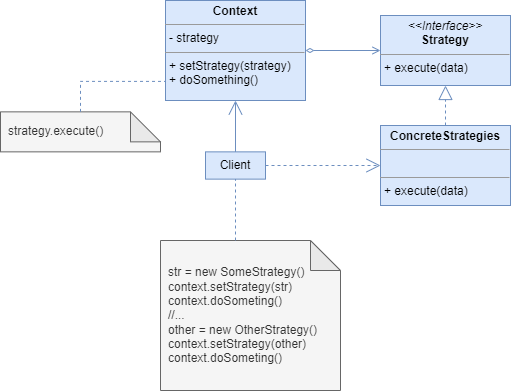 Context
- strategy
+ setStrategy(strategy)
+ doSomething()
<<Interface>>
Strategy
+ execute(data)
strategy.execute()
ConcreteStrategies
+ execute(data)
Client
str = new SomeStrategy()
context.setStrategy(str)
context.doSometing()
//...
other = new OtherStrategy()
context.setStrategy(other)
context.doSometing()